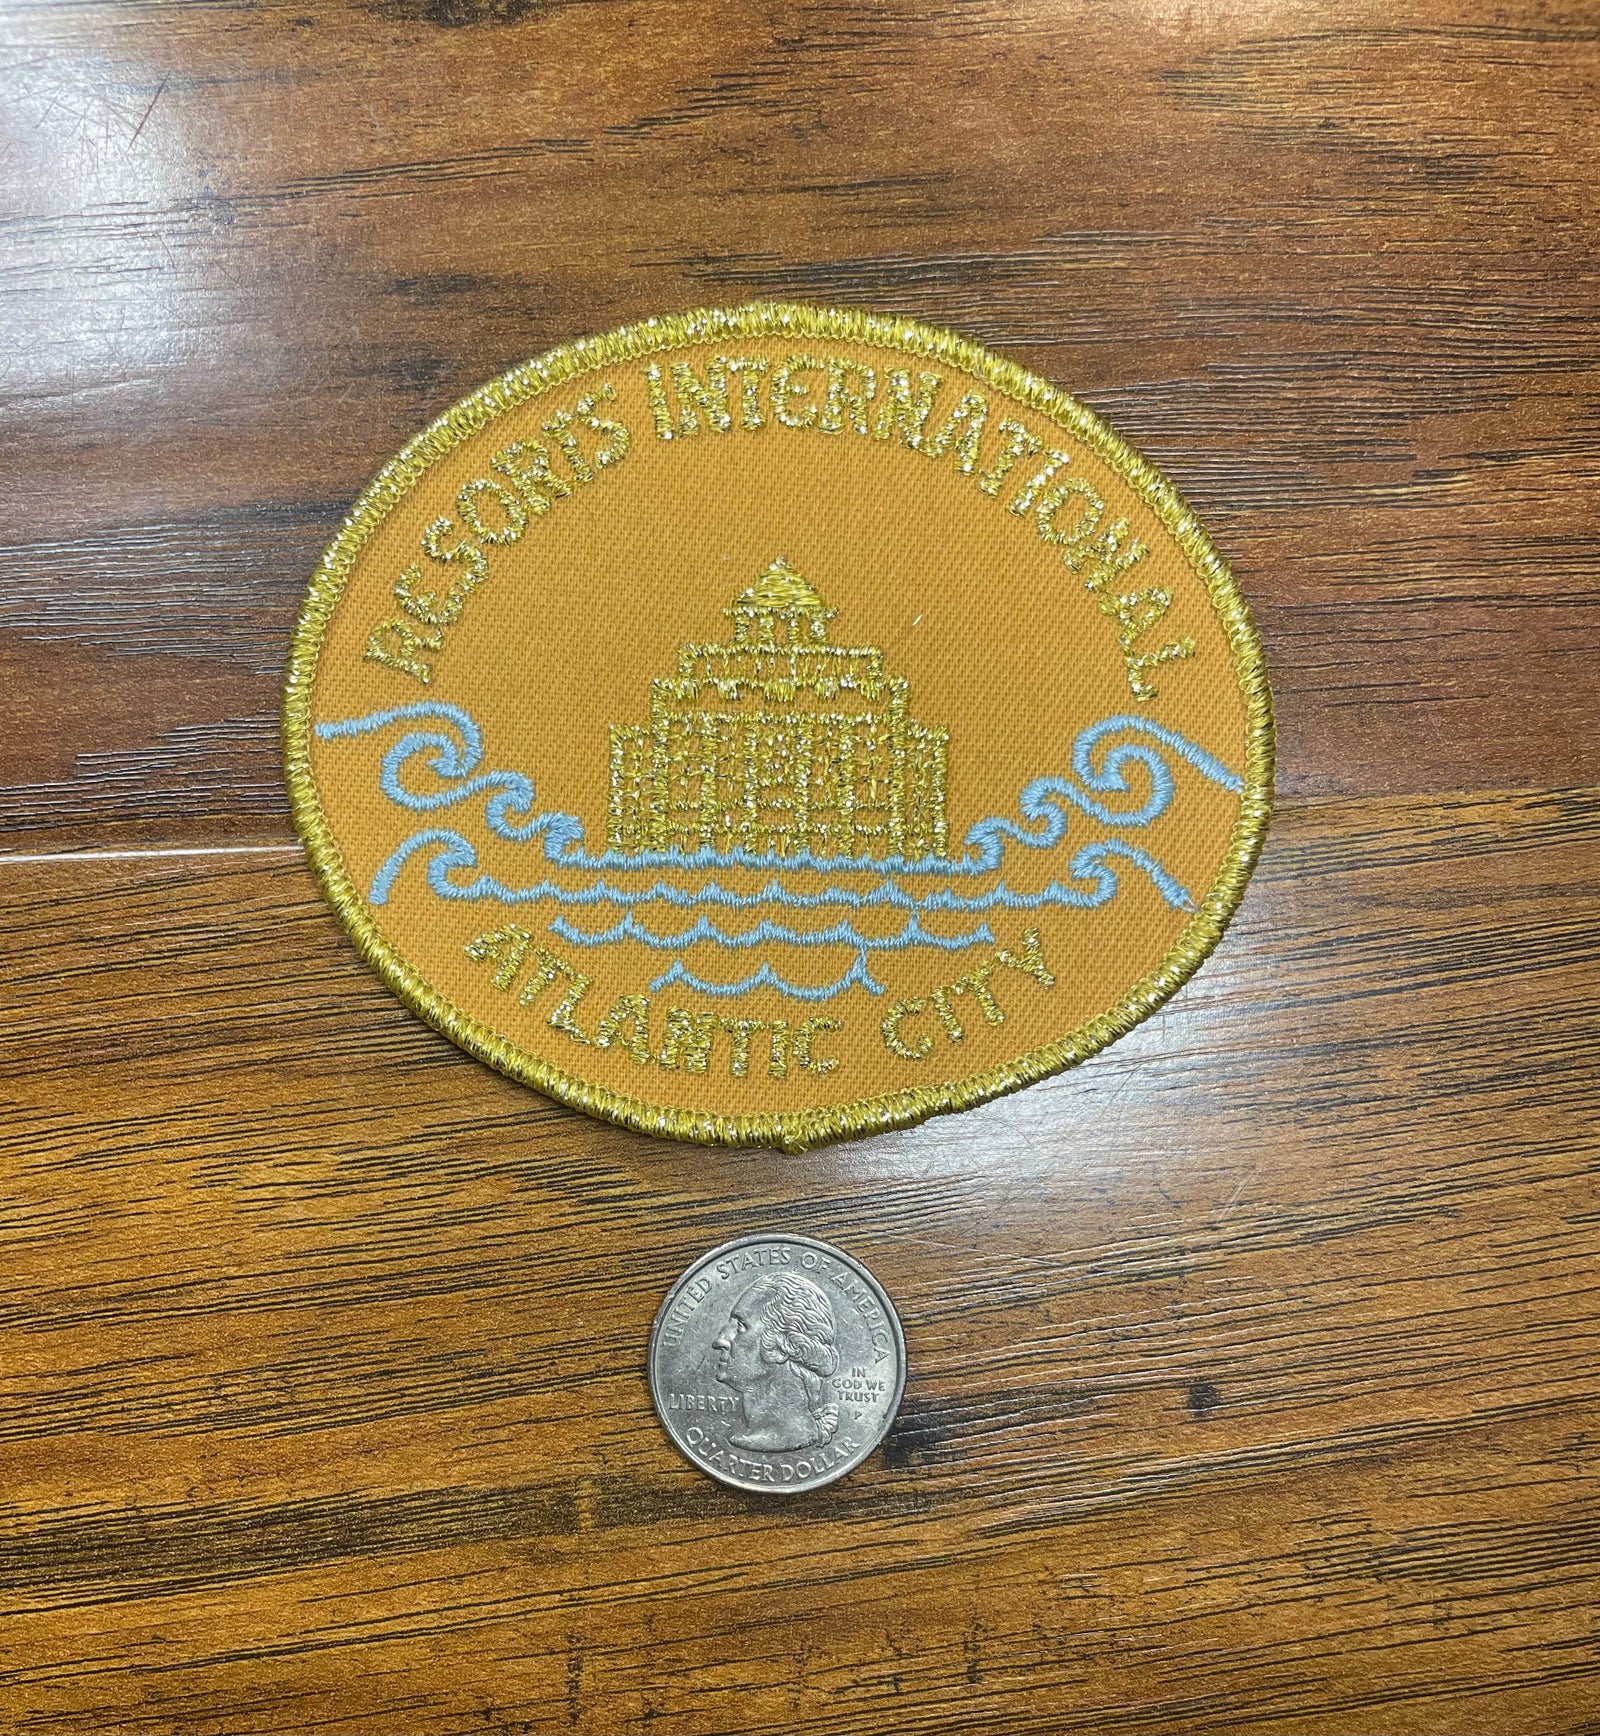 RESORTS INTERNATIONAL
ATLANTIC CITY
UNITED STATES OF AMERICA
LIBERTY
IN
GOD WE
TRUST
P
QUARTER DOLLAR